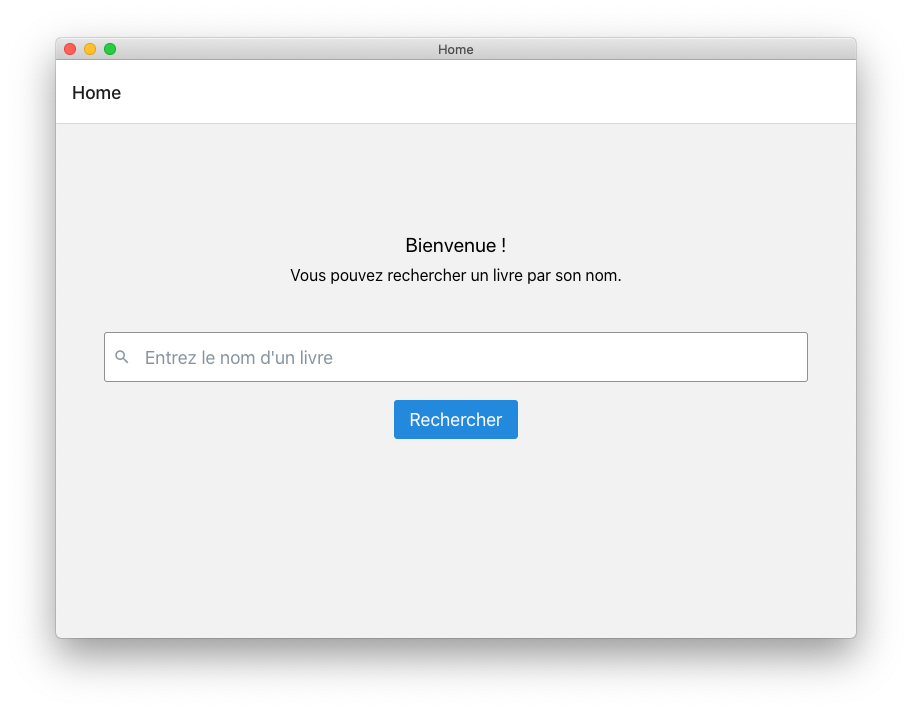 Home
Home
Bienvenue !
Vous pouvez rechercher un livre par son nom.
Entrez le nom d'un livre
Rechercher